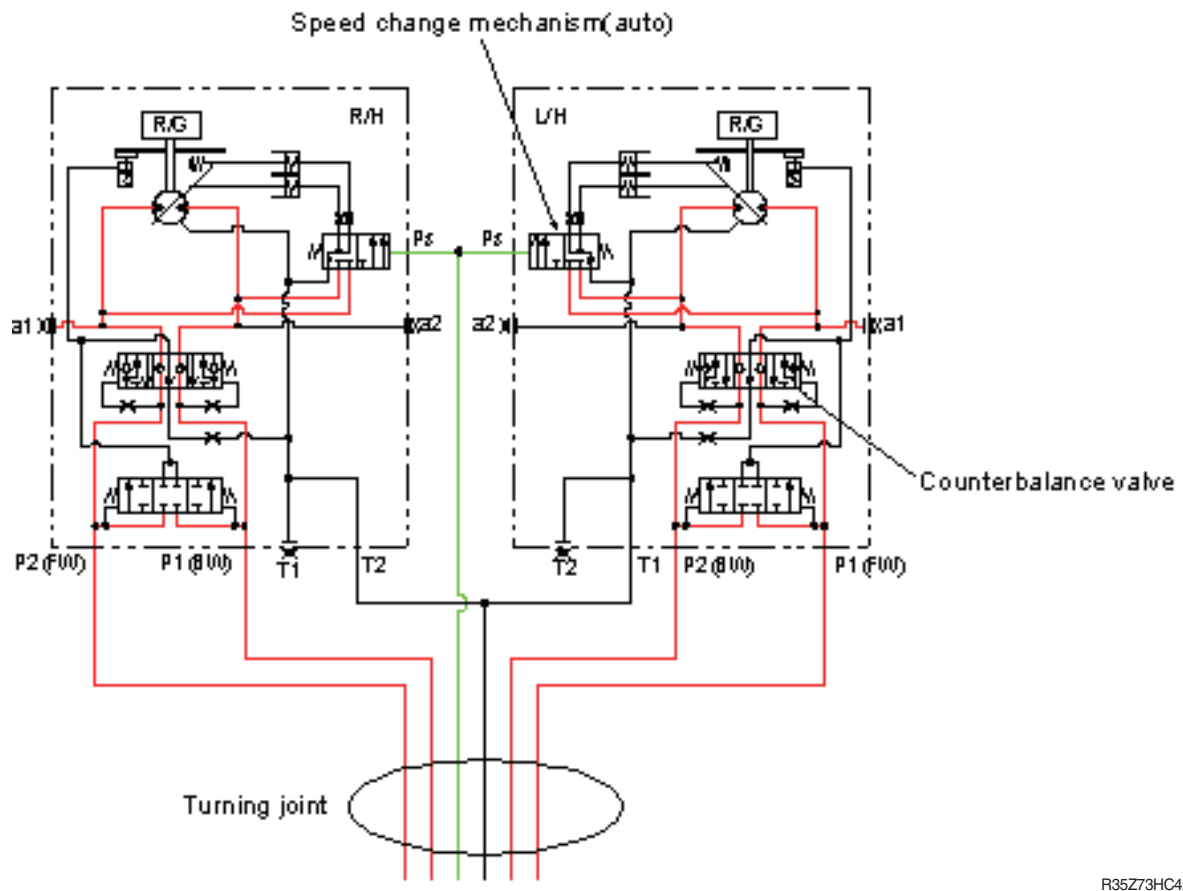 Speed change mechanism(auto)
R/H
L/H
R/G
R/G
Ps
Ps
a1
a2
a2
a1
Counterbalance valve
P2(FW)
P1(BW)
T1
T2
T2
T1
P2(BW)
P1(FW)
Turning joint
R35Z73HC4